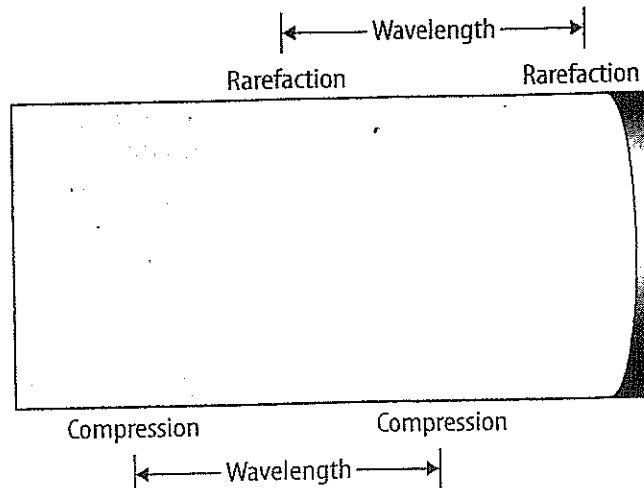 Wavelength
Rarefaction Rarefaction
Compression Compression
Wavelength